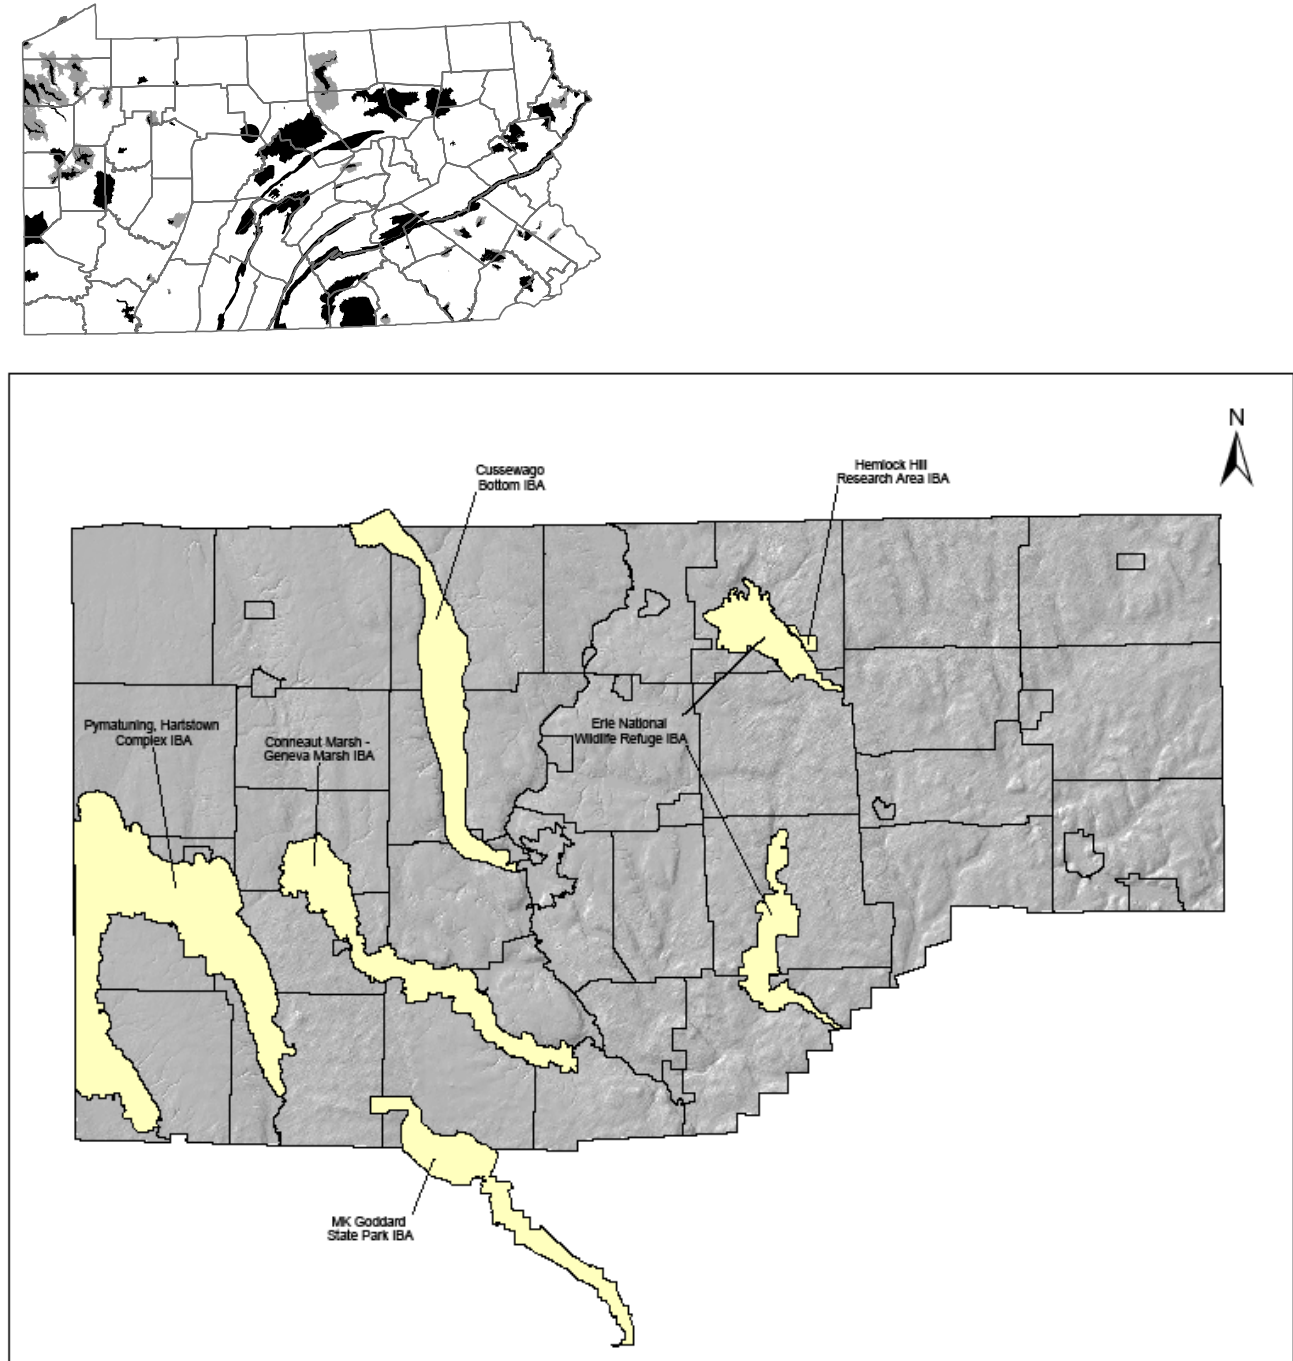 N
Cussewago
Bottom IBA
Hemlock Hill
Research Area IBA
Pymatuning, Hartstown
Complex IBA
Conneaut Marsh -
Geneva Marsh IBA
Erie National
Wildlife Refuge IBA
MK Goddard
State Park IBA